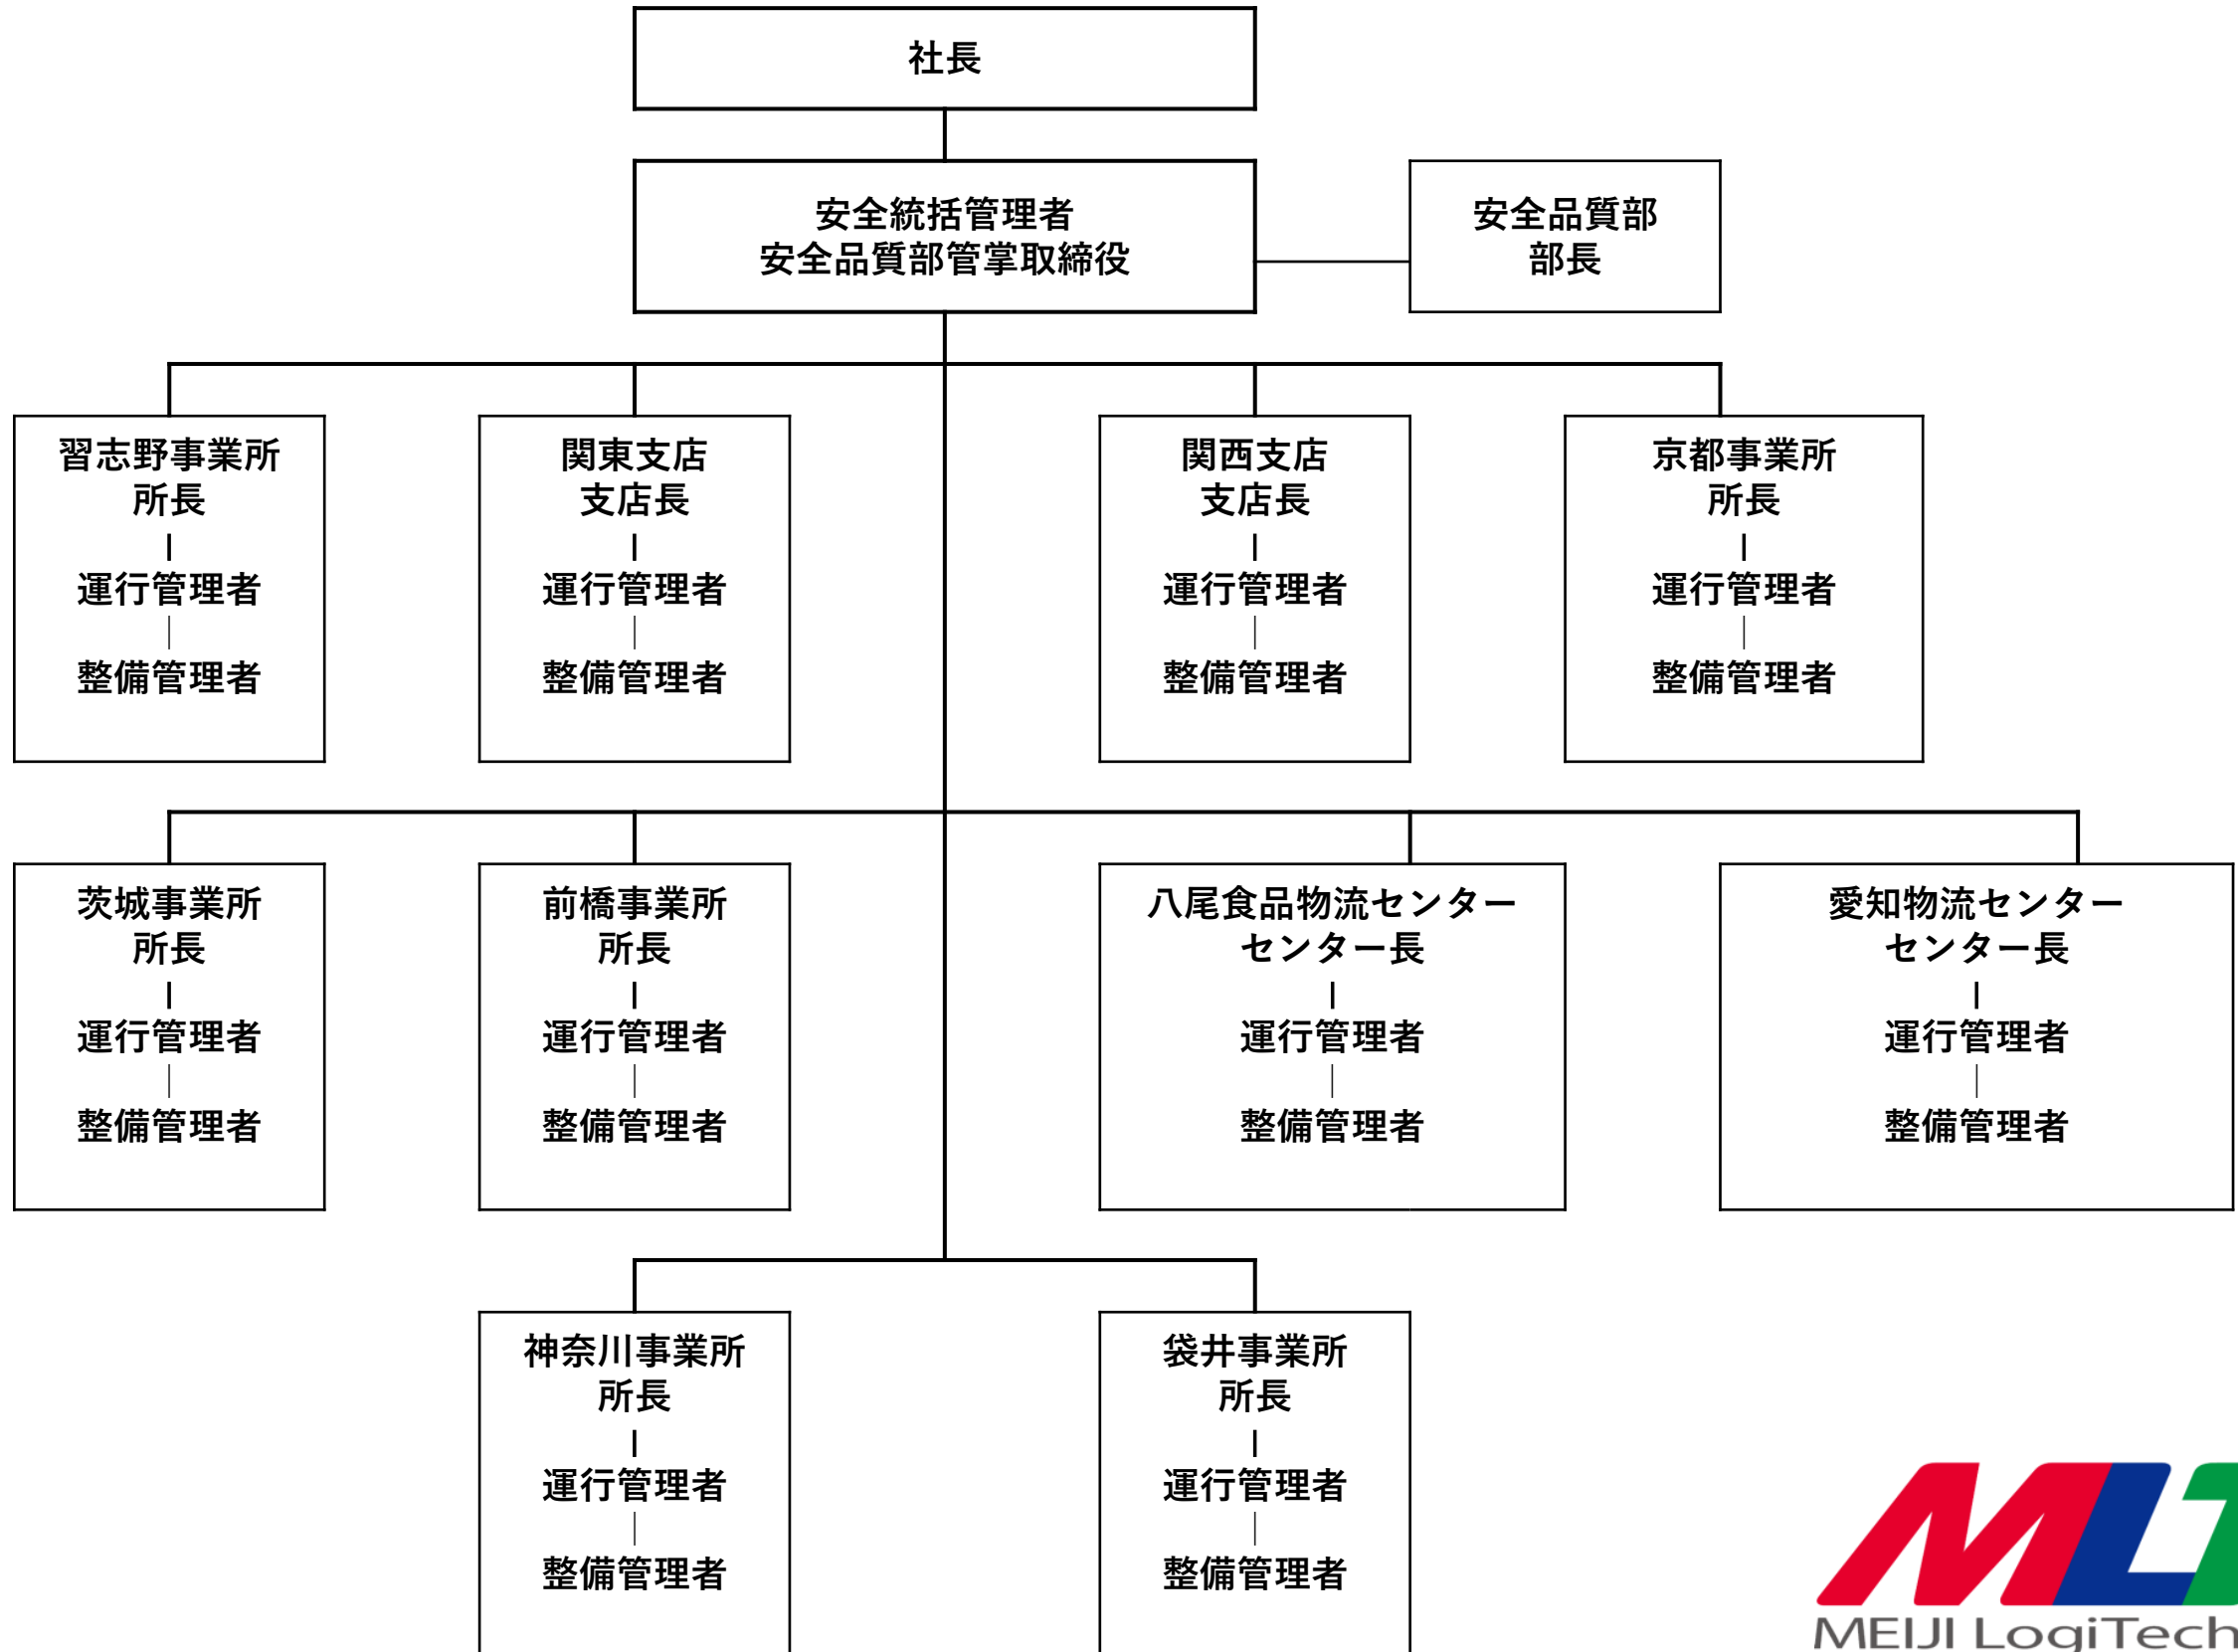 社長
安全統括管理者
安全品質部管掌取締役
安全品質部
部長
習志野事業所
所長
運行管理者
整備管理者
関東支店
支店長
運行管理者
整備管理者
関西支店
支店長
運行管理者
整備管理者
京都事業所
所長
運行管理者
整備管理者
茨城事業所
所長
運行管理者
整備管理者
前橋事業所
所長
運行管理者
整備管理者
八尾食品物流センター
センター長
運行管理者
整備管理者
愛知物流センター
センター長
運行管理者
整備管理者
神奈川事業所
所長
運行管理者
整備管理者
袋井事業所
所長
運行管理者
整備管理者
MLT
MEIJI LogiTech